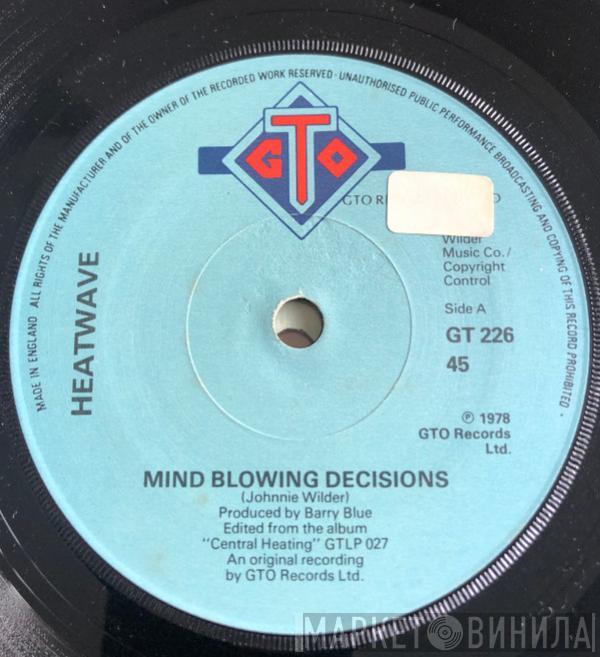 MADE IN ENGLAND ALL RIGHTS OF THE MANUFACTURER AND OF THE OWNER OF THE RECORDED WORK RESERVED · UNAUTHORISED PUBLIC PERFORMANCE BROADCASTING AND COPYING OF THIS RECORD PROHIBITED ·
GTO
GTO
Wilder
Music Co./
Copyright
Control
Side A
GT 226
45
HEATWAVE
℗ 1978
GTO Records
Ltd.
MIND BLOWING DECISIONS
(Johnnie Wilder)
Produced by Barry Blue
Edited from the album
"Central Heating" GTLP 027
An original recording
by GTO Records Ltd.
МАРКЕТ ВИНИЛА